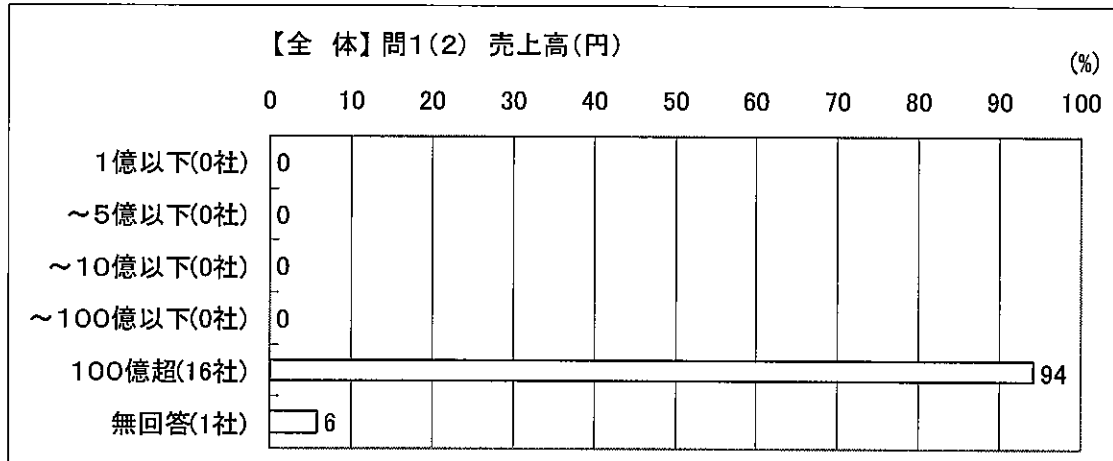 【全 体】問1(2) 売上高(円)
(%)
0 10 20 30 40 50 60 70 80 90 100
1億以下(0社) 0
～5億以下(0社) 0
～10億以下(0社) 0
～100億以下(0社) 0
100億超(16社) 94
無回答(1社) 6